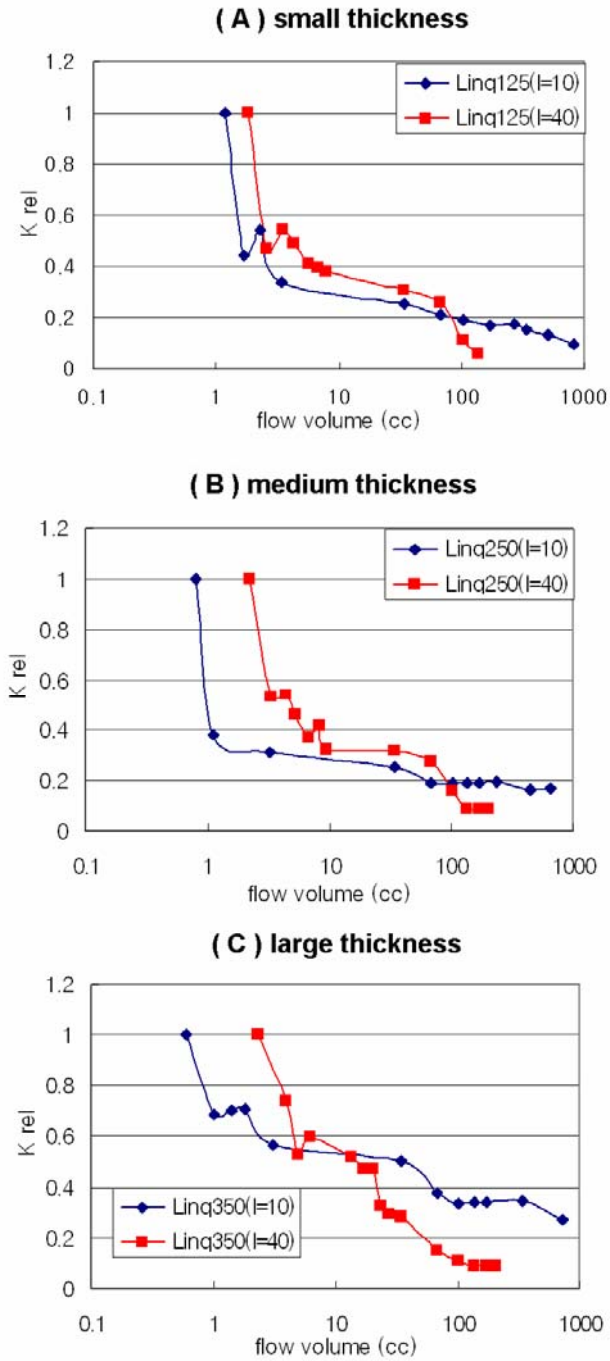 ( A ) small thickness
1.2
1
0.8
0.6
0.4
0.2
0
K rel
Linq125(I=10)
Linq125(I=40)
0.1 1 10 100 1000
flow volume (cc)
( B ) medium thickness
1.2
1
0.8
0.6
0.4
0.2
0
K rel
Linq250(I=10)
Linq250(I=40)
0.1 1 10 100 1000
flow volume (cc)
( C ) large thickness
1.2
1
0.8
0.6
0.4
0.2
0
K rel
Linq350(I=10)
Linq350(I=40)
0.1 1 10 100 1000
flow volume (cc)